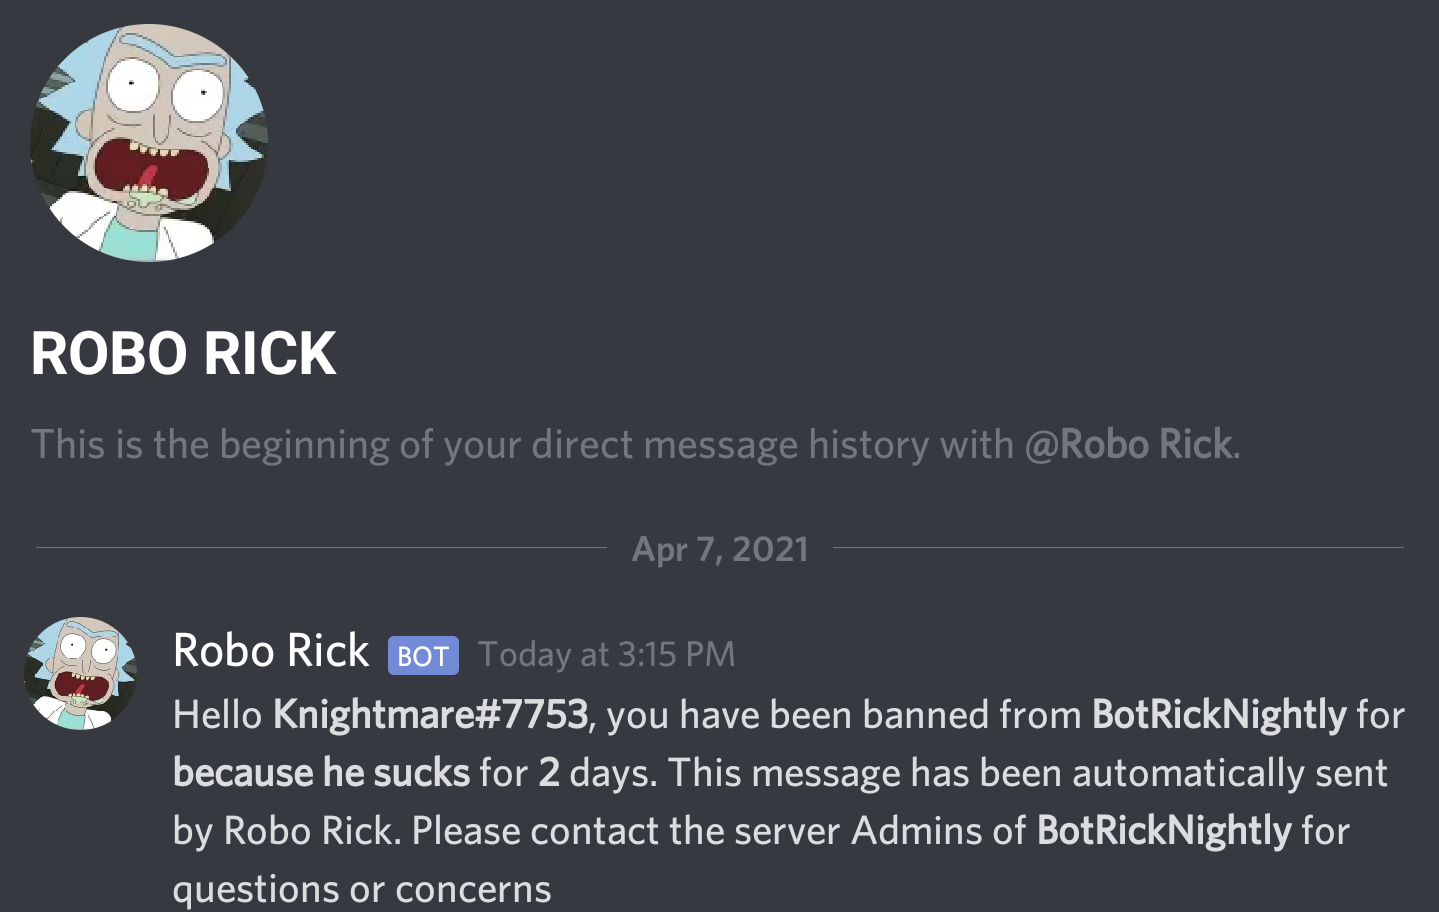 ROBO RICK
This is the beginning of your direct message history with @Robo Rick.
Apr 7, 2021
Robo Rick BOT Today at 3:15 PM
Hello Knightmare#7753, you have been banned from BotRickNightly for
because he sucks for 2 days. This message has been automatically sent
by Robo Rick. Please contact the server Admins of BotRickNightly for
questions or concerns